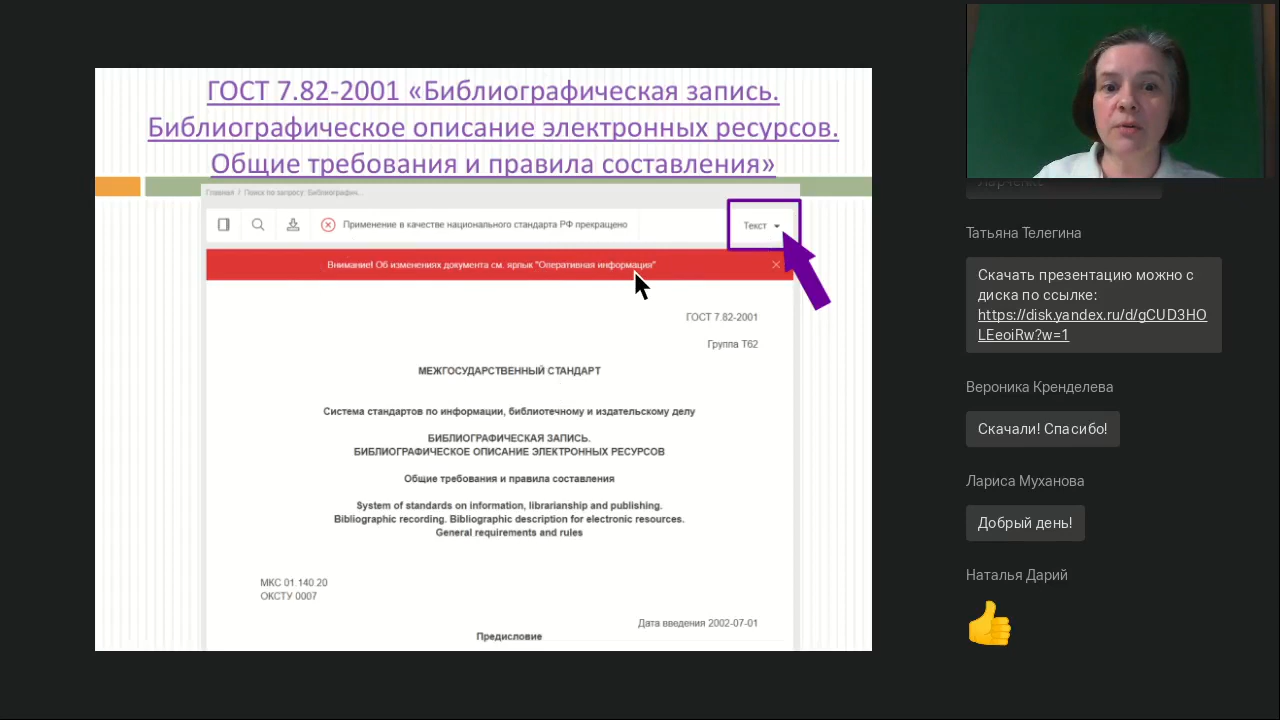 ГОСТ 7.82-2001 «Библиографическая запись.
Библиографическое описание электронных ресурсов.
Общие требования и правила составления»
Главная / Поиск по запросу: Библиографич...
Применение в качестве национального стандарта РФ прекращено
Текст
Внимание! Об изменениях документа см. ярлык "Оперативная информация"
ГОСТ 7.82-2001
Группа Т62
МЕЖГОСУДАРСТВЕННЫЙ СТАНДАРТ
Система стандартов по информации, библиотечному и издательскому делу
БИБЛИОГРАФИЧЕСКАЯ ЗАПИСЬ.
БИБЛИОГРАФИЧЕСКОЕ ОПИСАНИЕ ЭЛЕКТРОННЫХ РЕСУРСОВ
Общие требования и правила составления
System of standards on information, librarianship and publishing.
Bibliographic recording. Bibliographic description for electronic resources.
General requirements and rules
МКС 01.140.20
ОКСТУ 0007
Дата введения 2002-07-01
Предисловие
Татьяна Телегина
Скачать презентацию можно с
диска по ссылке:
https://disk.yandex.ru/d/gCUD3HO
LEeoiRw?w=1
Вероника Кренделева
Скачали! Спасибо!
Лариса Муханова
Добрый день!
Наталья Дарий